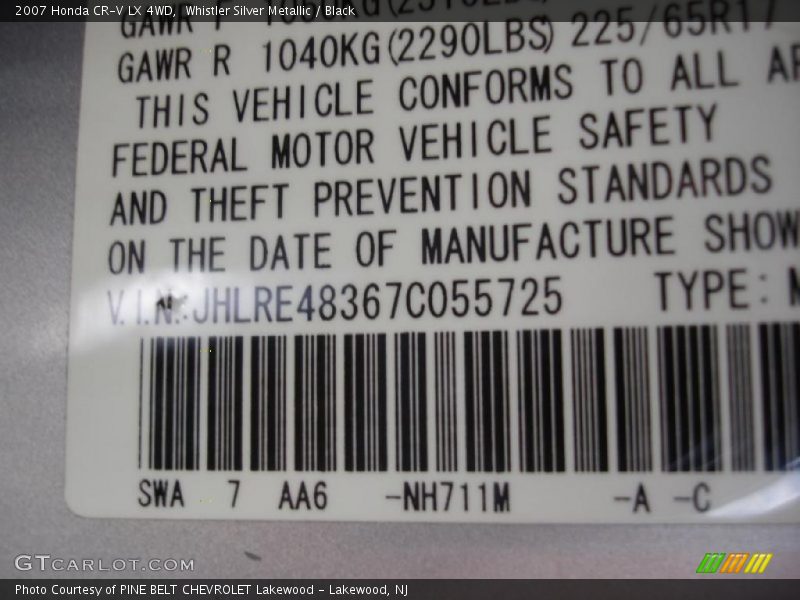 2007 Honda CR-V LX 4WD, Whistler Silver Metallic / Black
GAWR F
GAWR R 1040KG(2290LBS) 225/65R17
THIS VEHICLE CONFORMS TO ALL
FEDERAL MOTOR VEHICLE SAFETY
AND THEFT PREVENTION STANDARDS
ON THE DATE OF MANUFACTURE SHOW
V.I.N.:JHLRE48367C055725 TYPE:
SWA 7 AA6 -NH711M -A -C
GTCARLOT.COM
Photo Courtesy of PINE BELT CHEVROLET Lakewood - Lakewood, NJ